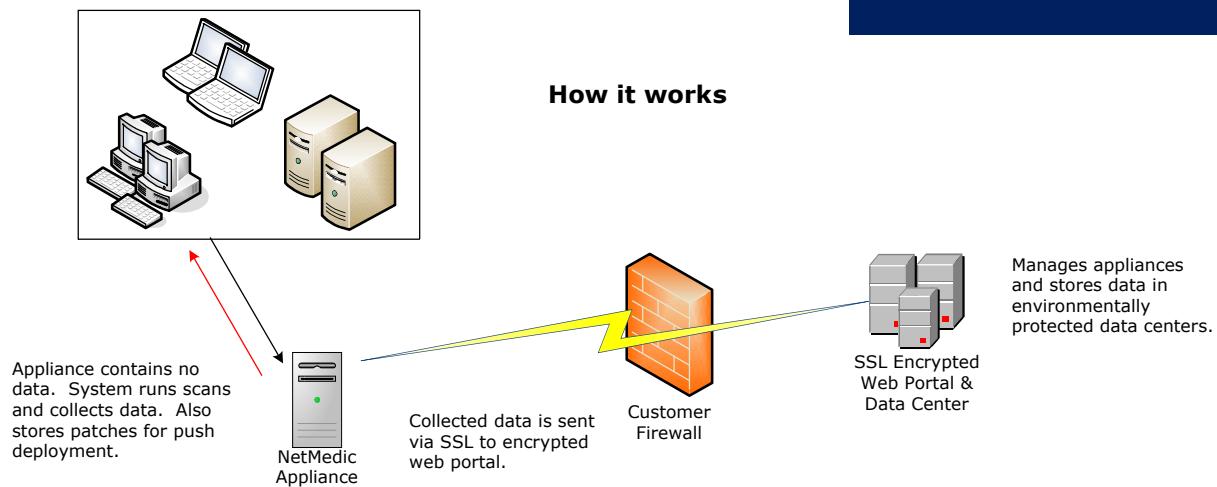 How it works
Manages appliances
and stores data in
environmentally
protected data centers.
SSL Encrypted
Web Portal &
Data Center
Appliance contains no
data. System runs scans
and collects data. Also
stores patches for push
deployment.
NetMedic
Appliance
Collected data is sent
via SSL to encrypted
web portal.
Customer
Firewall